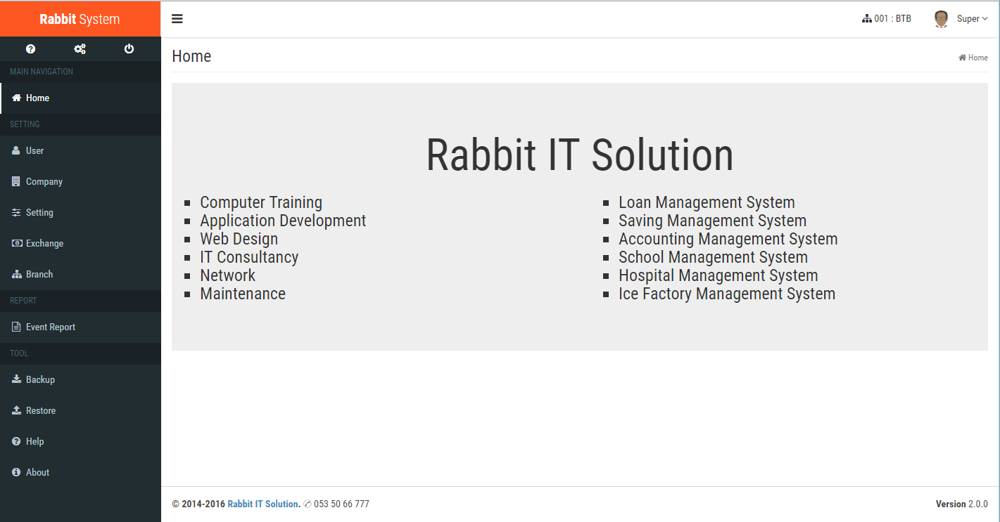 Rabbit System
001 : BTB
Super
MAIN NAVIGATION
Home
SETTING
User
Company
Setting
Exchange
Branch
REPORT
Event Report
TOOL
Backup
Restore
Help
About
Home
Home
Rabbit IT Solution
Computer Training
Application Development
Web Design
IT Consultancy
Network
Maintenance
Loan Management System
Saving Management System
Accounting Management System
School Management System
Hospital Management System
Ice Factory Management System
© 2014-2016 Rabbit IT Solution. ✆ 053 50 66 777
Version 2.0.0